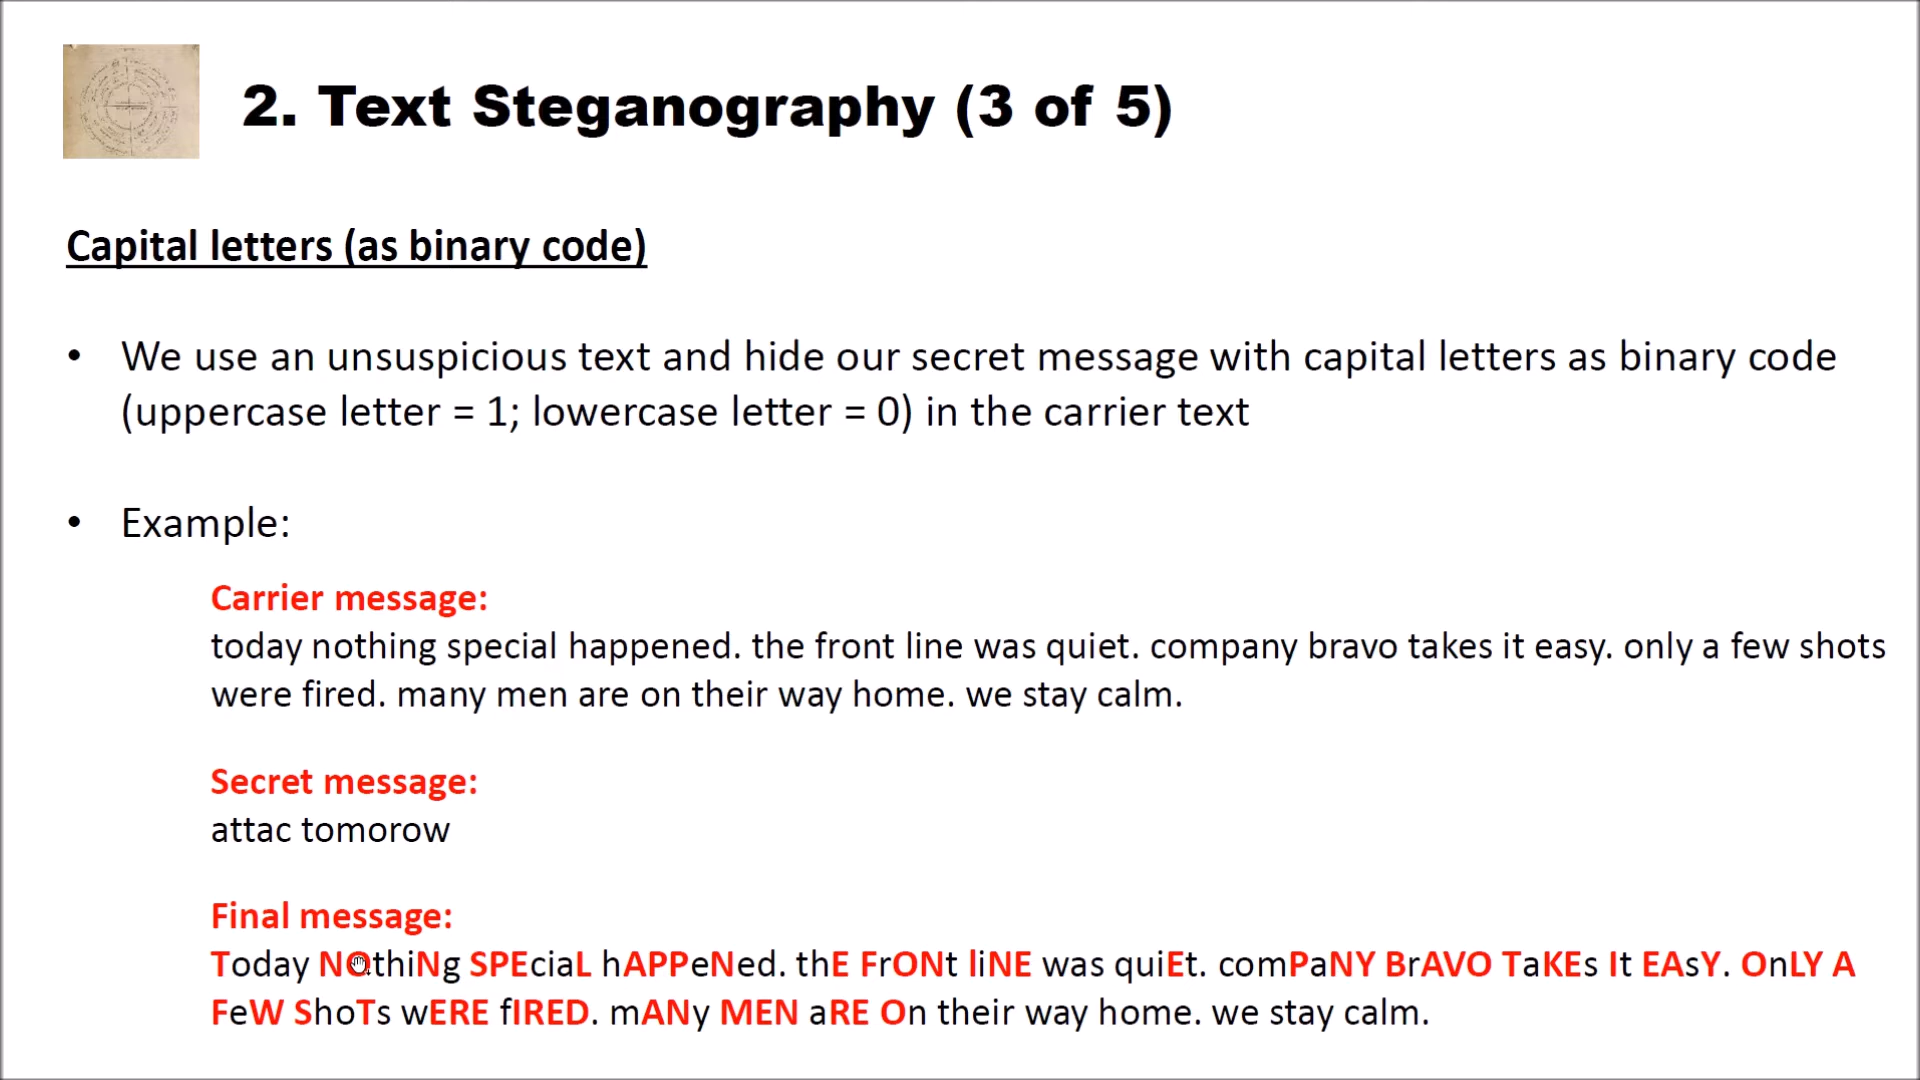 2. Text Steganography (3 of 5)
Capital letters (as binary code)
• We use an unsuspicious text and hide our secret message with capital letters as binary code
(uppercase letter = 1; lowercase letter = 0) in the carrier text
• Example:
Carrier message:
today nothing special happened. the front line was quiet. company bravo takes it easy. only a few shots
were fired. many men are on their way home. we stay calm.
Secret message:
attac tomorow
Final message:
Today NOthiNg SPEciaL hAPPeNed. thE FrONt liNE was quiEt. comPaNY BrAVO TaKEs It EAsY. OnLY A
FeW ShoTs wERE fIRED. mANy MEN aRE On their way home. we stay calm.